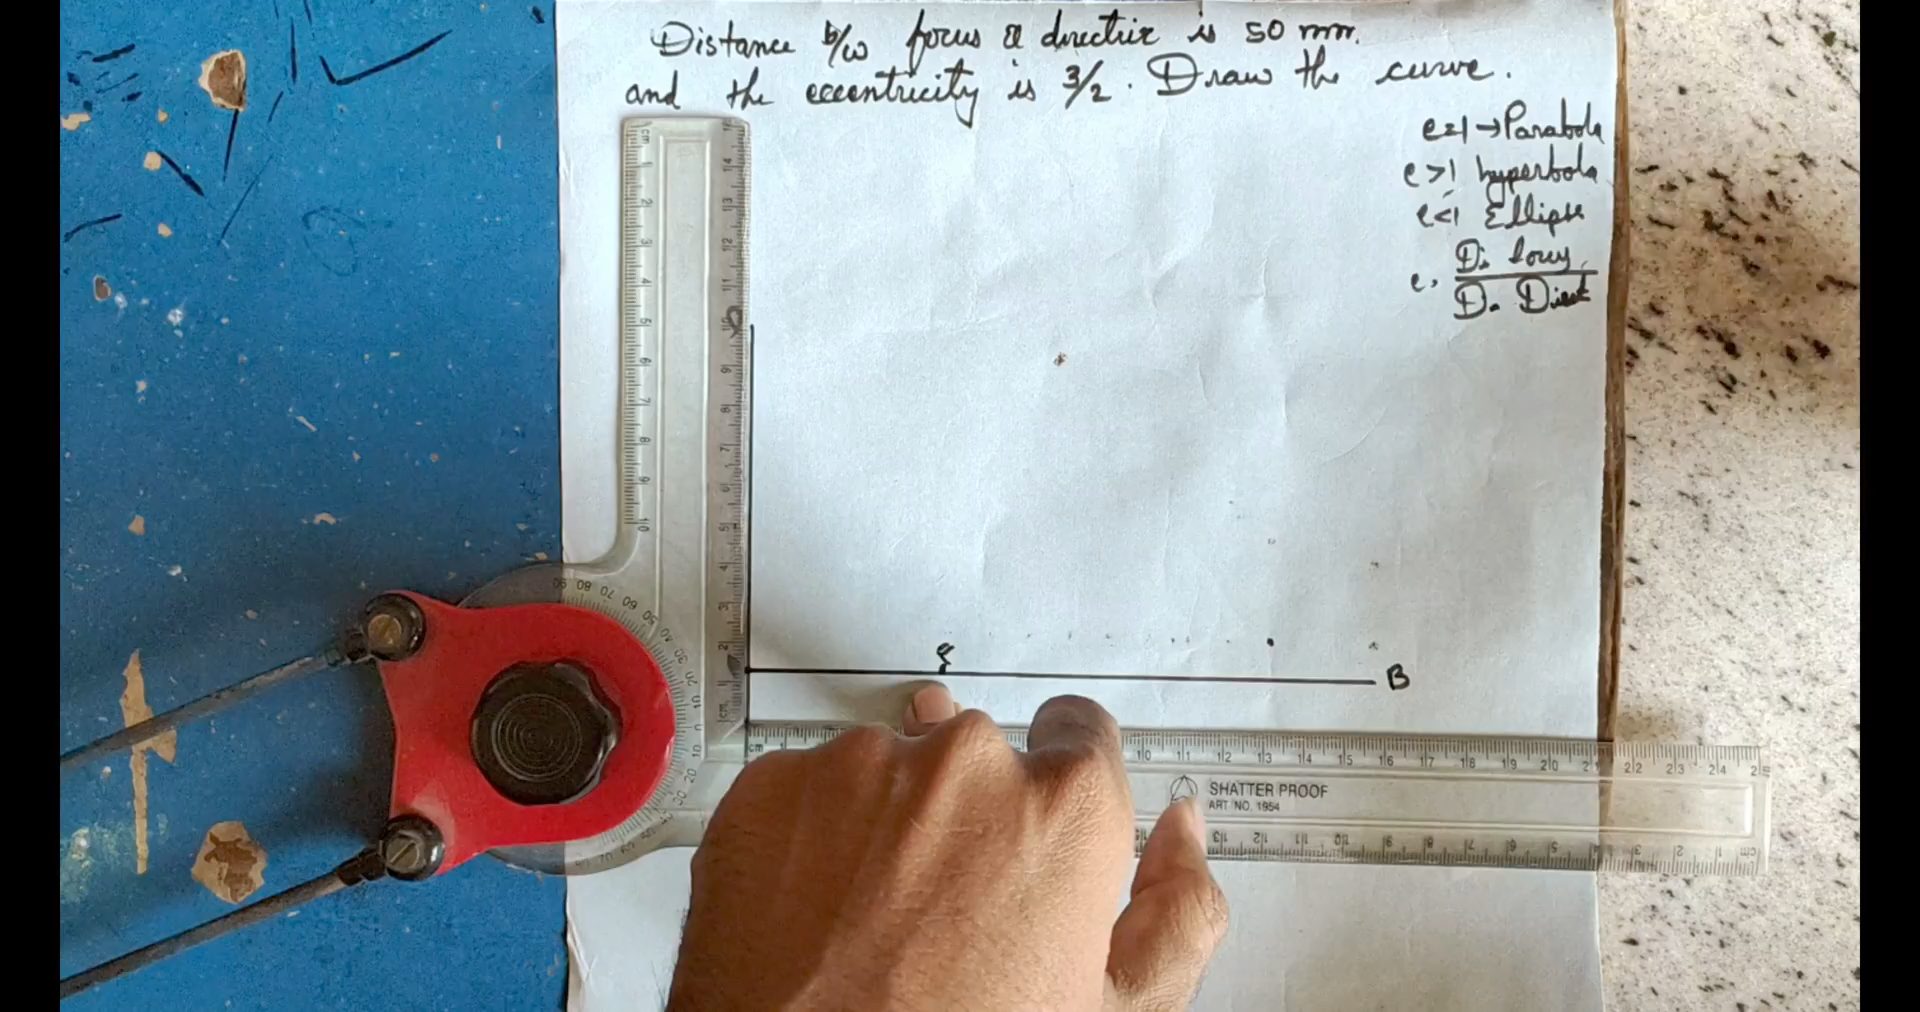 Distance b/w focus & directrix is 50 mm.
and the eccentricity is 3/2. Draw the curve.
e=1 → Parabola
e>1 hyperbola
e<1 Ellipse
D.
e.
D. Direct
B
SHATTER PROOF
ART NO. 1954